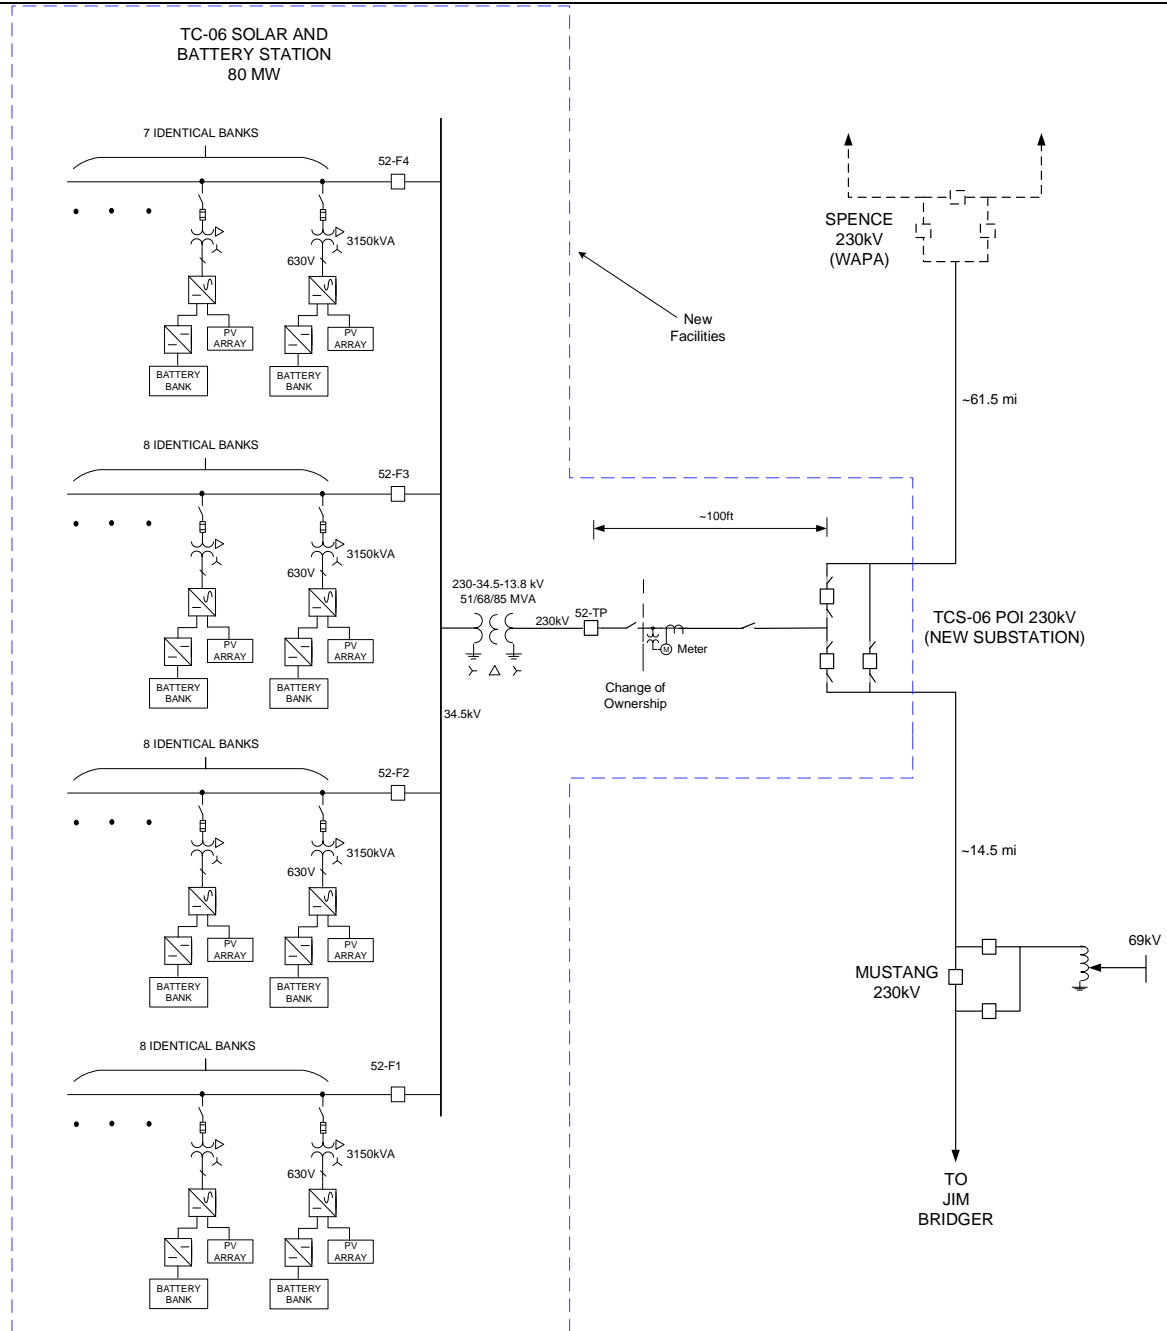 TC-06 SOLAR AND
BATTERY STATION
80 MW
7 IDENTICAL BANKS
52-F4
3150kVA
630V
PV
ARRAY
PV
ARRAY
BATTERY
BANK
BATTERY
BANK
8 IDENTICAL BANKS
52-F3
3150kVA
630V
PV
ARRAY
PV
ARRAY
BATTERY
BANK
BATTERY
BANK
34.5kV
8 IDENTICAL BANKS
52-F2
3150kVA
630V
PV
ARRAY
PV
ARRAY
BATTERY
BANK
BATTERY
BANK
8 IDENTICAL BANKS
52-F1
3150kVA
630V
PV
ARRAY
PV
ARRAY
BATTERY
BANK
BATTERY
BANK
230-34.5-13.8 kV
51/68/85 MVA
230kV
52-TP
~100ft
M
Meter
Change of
Ownership
New
Facilities
SPENCE
230kV
(WAPA)
~61.5 mi
TCS-06 POI 230kV
(NEW SUBSTATION)
~14.5 mi
MUSTANG
230kV
69kV
TO
JIM
BRIDGER